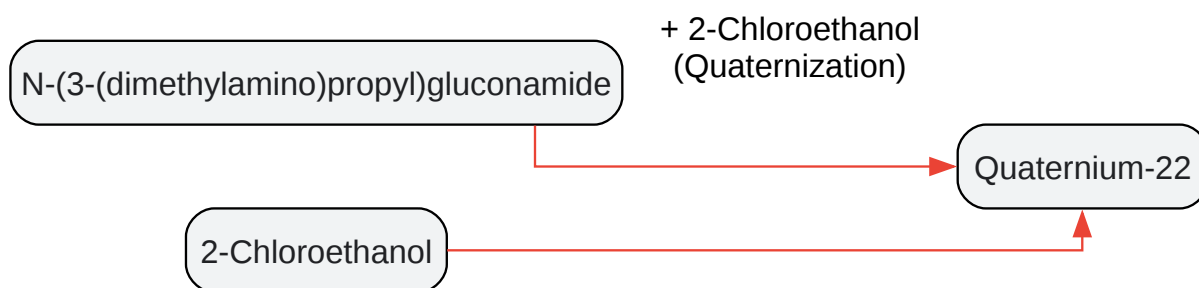 + 2-Chloroethanol
(Quaternization)
N-(3-(dimethylamino)propyl)gluconamide
Quaternium-22
2-Chloroethanol